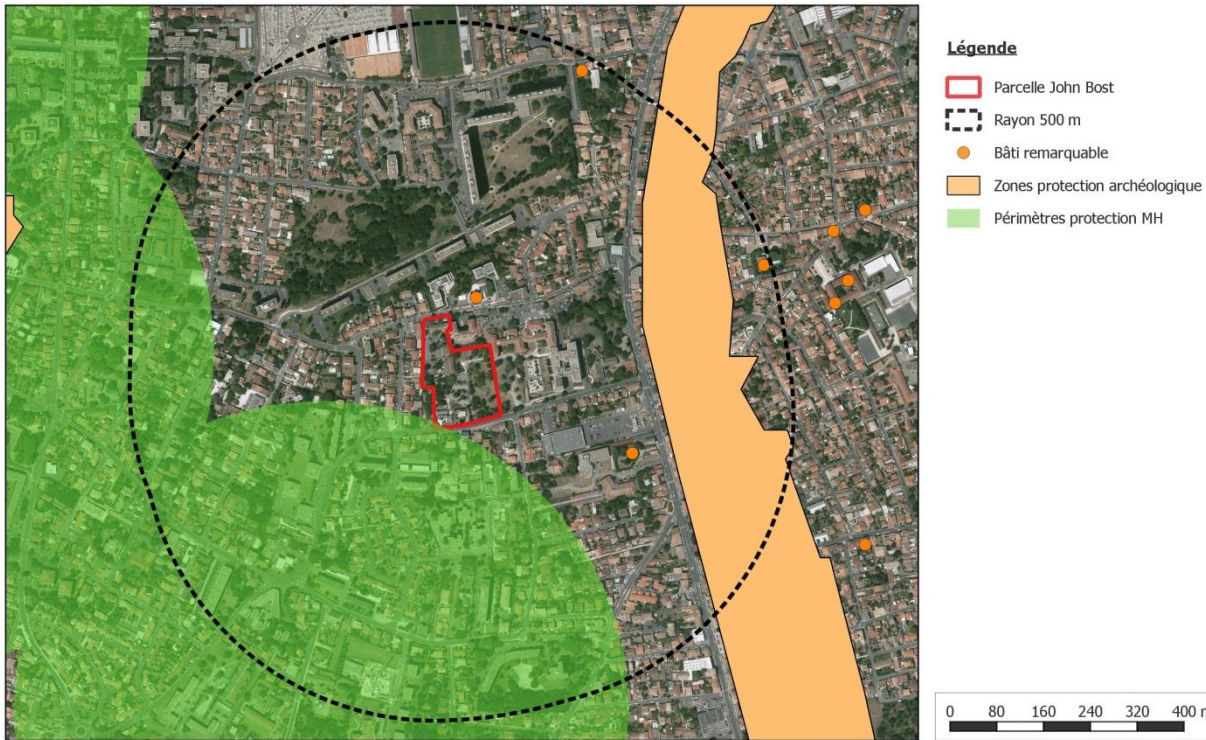 Légende
Parcelle John Bost
Rayon 500 m
Bâti remarquable
Zones protection archéologique
Périmètres protection MH
0 80 160 240 320 400 m